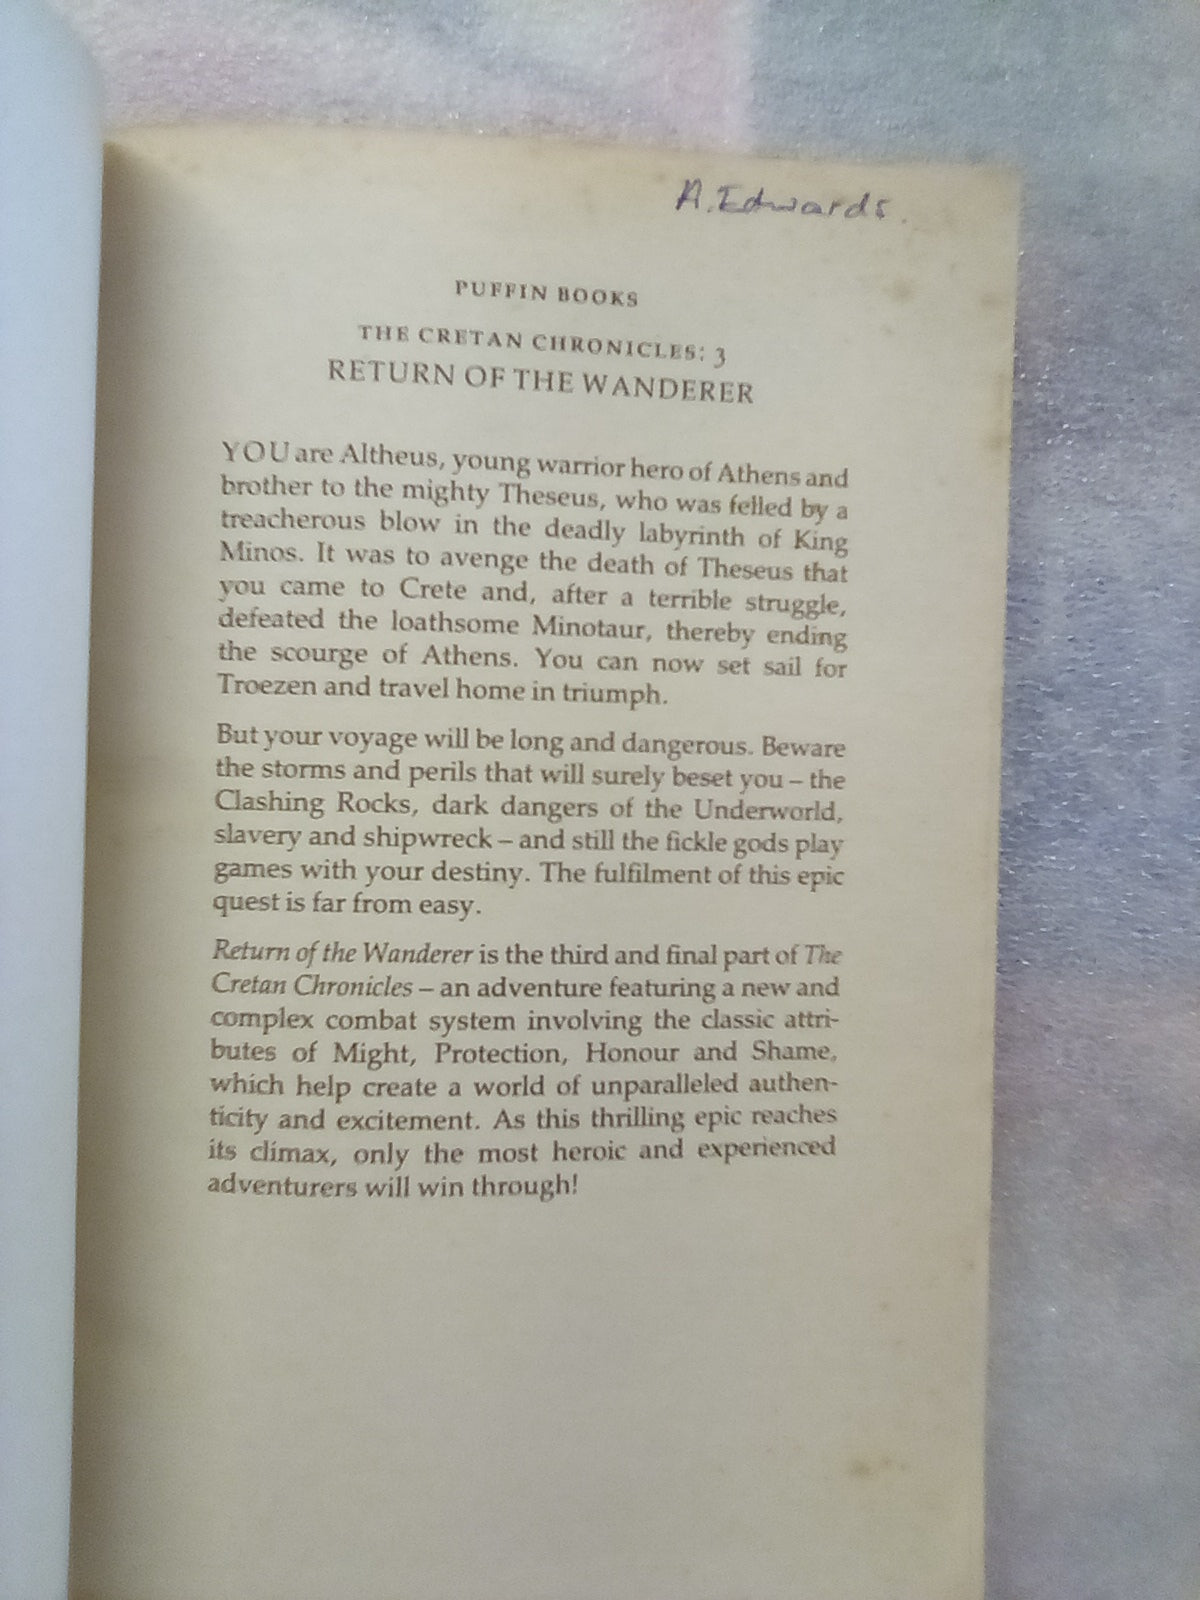 A. Edwards.
PUFFIN BOOKS
THE CRETAN CHRONICLES: 3
RETURN OF THE WANDERER
YOU are Altheus, young warrior hero of Athens and
brother to the mighty Theseus, who was felled by a
treacherous blow in the deadly labyrinth of King
Minos. It was to avenge the death of Theseus that
you came to Crete and, after a terrible struggle,
defeated the loathsome Minotaur, thereby ending
the scourge of Athens. You can now set sail for
Troezen and travel home in triumph.
But your voyage will be long and dangerous. Beware
the storms and perils that will surely beset you – the
Clashing Rocks, dark dangers of the Underworld,
slavery and shipwreck – and still the fickle gods play
games with your destiny. The fulfilment of this epic
quest is far from easy.
Return of the Wanderer is the third and final part of The
Cretan Chronicles – an adventure featuring a new and
complex combat system involving the classic attri-
butes of Might, Protection, Honour and Shame,
which help create a world of unparalleled authen-
ticity and excitement. As this thrilling epic reaches
its climax, only the most heroic and experienced
adventurers will win through!